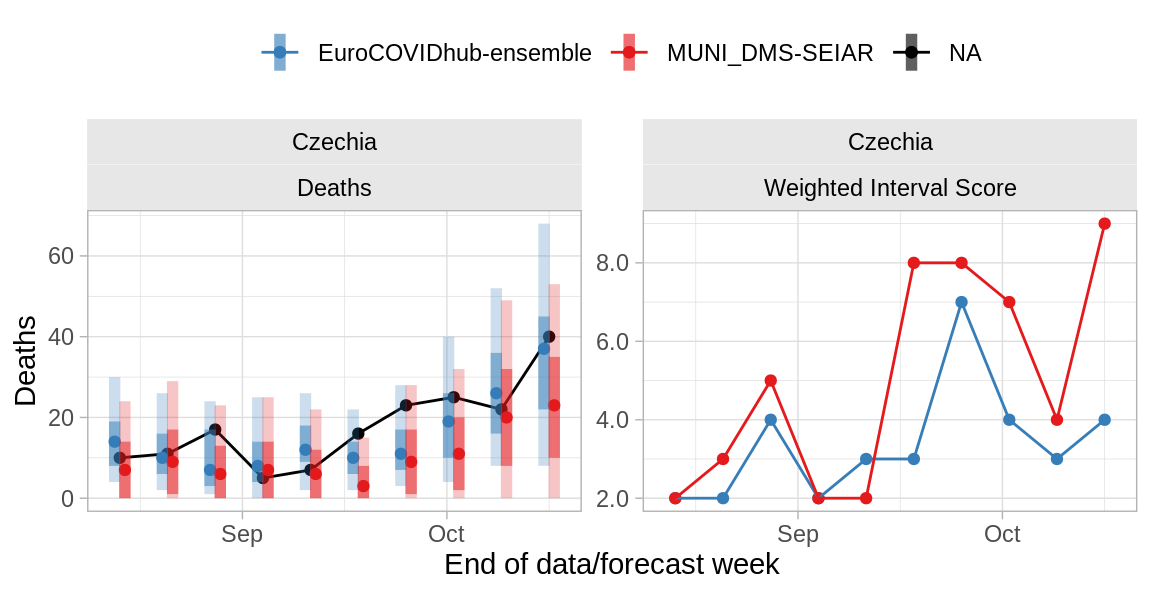 EuroCOVIDhub-ensemble MUNI_DMS-SEIAR NA
Czechia
Deaths
Czechia
Weighted Interval Score
Deaths
60
40
20
0
Sep Oct
8.0
6.0
4.0
2.0
Sep Oct
End of data/forecast week